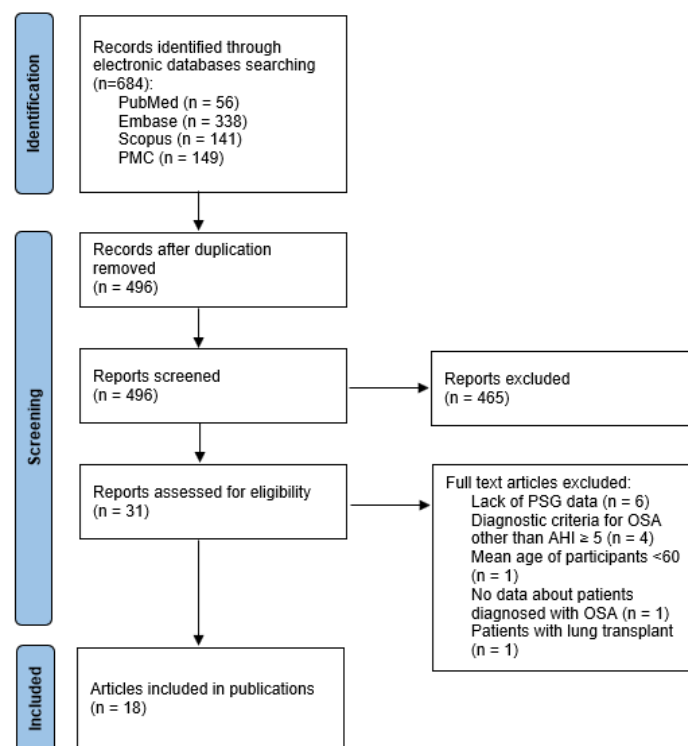 Identification
Records identified through
electronic databases searching
(n=684):
PubMed (n = 56)
Embase (n = 338)
Scopus (n = 141)
PMC (n = 149)
Screening
Records after duplication
removed
(n = 496)
Reports screened
(n = 496)
Reports excluded
(n = 465)
Reports assessed for eligibility
(n = 31)
Full text articles excluded:
Lack of PSG data (n = 6)
Diagnostic criteria for OSA
other than AHI ≥ 5 (n = 4)
Mean age of participants <60
(n = 1)
No data about patients
diagnosed with OSA (n = 1)
Patients with lung transplant
(n = 1)
Included
Articles included in publications
(n = 18)